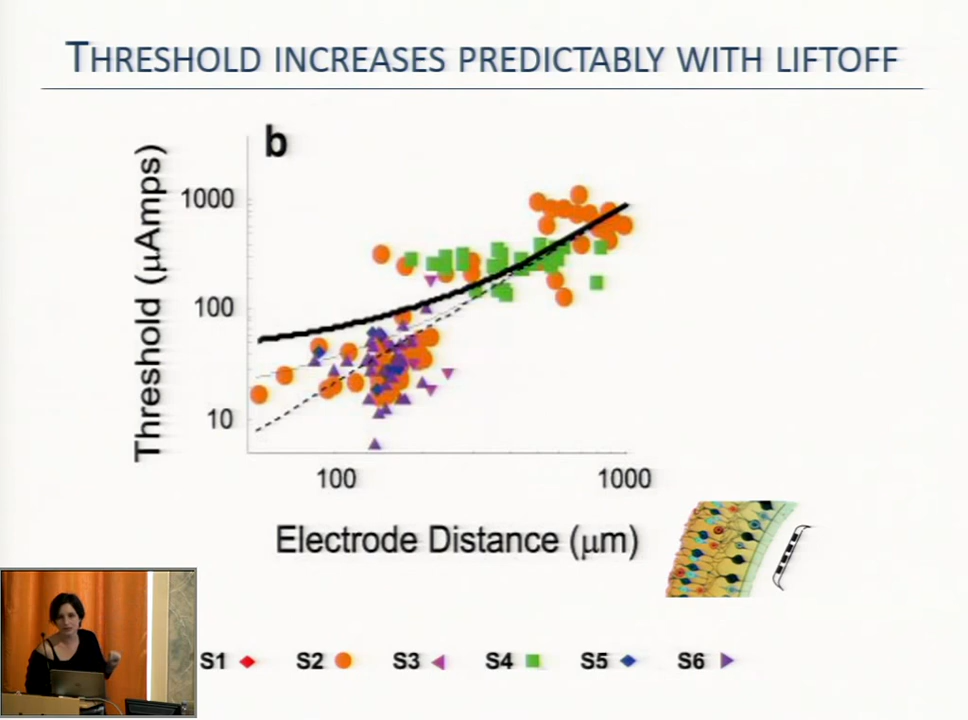 THRESHOLD INCREASES PREDICTABLY WITH LIFTOFF
b
Threshold (μAmps)
1000
100
10
100
1000
Electrode Distance (μm)
S1 S2 S3 S4 S5 S6